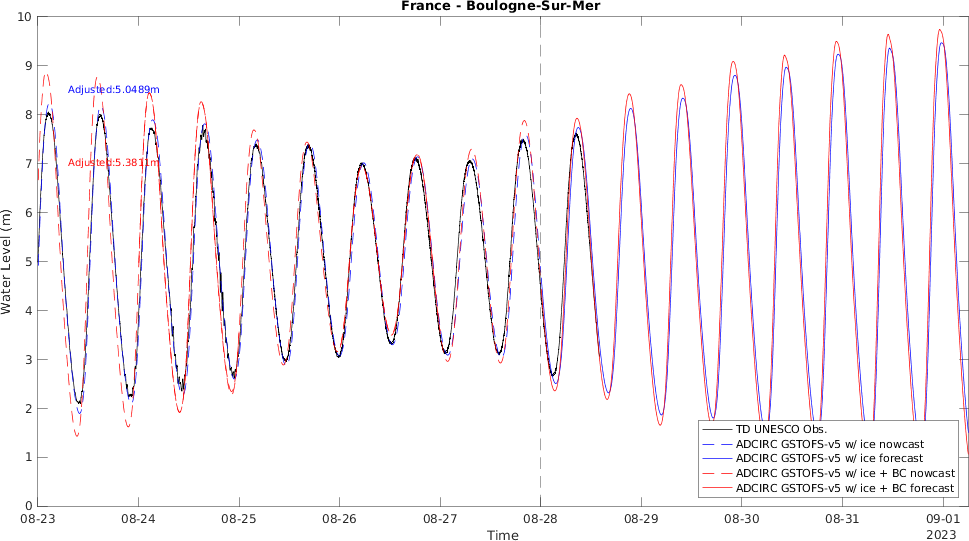 France - Boulogne-Sur-Mer
Water Level (m)
10
9
8
7
6
5
4
3
2
1
0
Adjusted:5.0489m
Adjusted:5.3811m
TD UNESCO Obs.
ADCIRC GSTOFS-v5 w/ ice nowcast
ADCIRC GSTOFS-v5 w/ ice forecast
ADCIRC GSTOFS-v5 w/ ice + BC nowcast
ADCIRC GSTOFS-v5 w/ ice + BC forecast
08-23 08-24 08-25 08-26 08-27 08-28 08-29 08-30 08-31 09-01
2023
Time